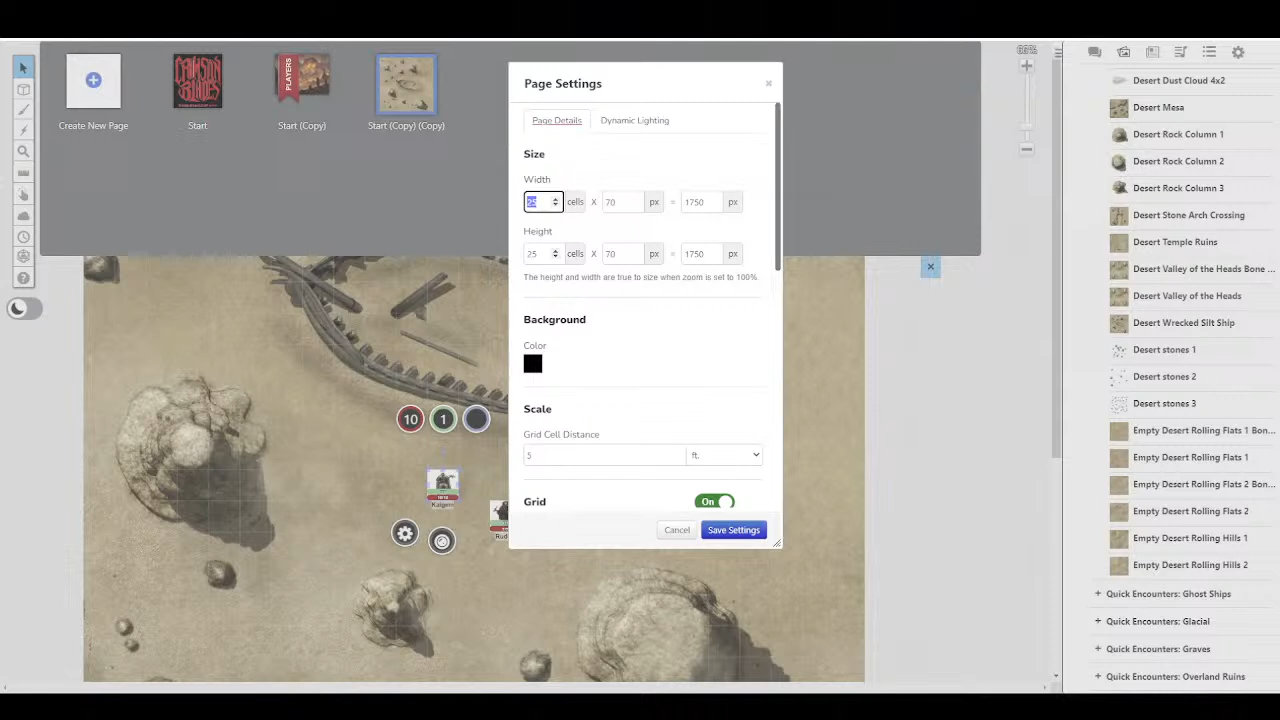 CRIMSON
BLADES
PLAYERS
Create New Page
Start
Start (Copy)
Start (Copy) (Copy)
Page Settings
×
Page Details
Dynamic Lighting
Size
Width
25 cells X 70 px = 1750 px
Height
25 cells X 70 px = 1750 px
The height and width are true to size when zoom is set to 100%.
Background
Color
Scale
Grid Cell Distance
5 ft.
Grid On
Cancel
Save Settings
10
1
Kaigern
Rud
Desert Dust Cloud 4x2
Desert Mesa
Desert Rock Column 1
Desert Rock Column 2
Desert Rock Column 3
Desert Stone Arch Crossing
Desert Temple Ruins
Desert Valley of the Heads Bone ...
Desert Valley of the Heads
Desert Wrecked Silt Ship
Desert stones 1
Desert stones 2
Desert stones 3
Empty Desert Rolling Flats 1 Bon...
Empty Desert Rolling Flats 1
Empty Desert Rolling Flats 2 Bon...
Empty Desert Rolling Flats 2
Empty Desert Rolling Hills 1
Empty Desert Rolling Hills 2
+ Quick Encounters: Ghost Ships
+ Quick Encounters: Glacial
+ Quick Encounters: Graves
+ Quick Encounters: Overland Ruins